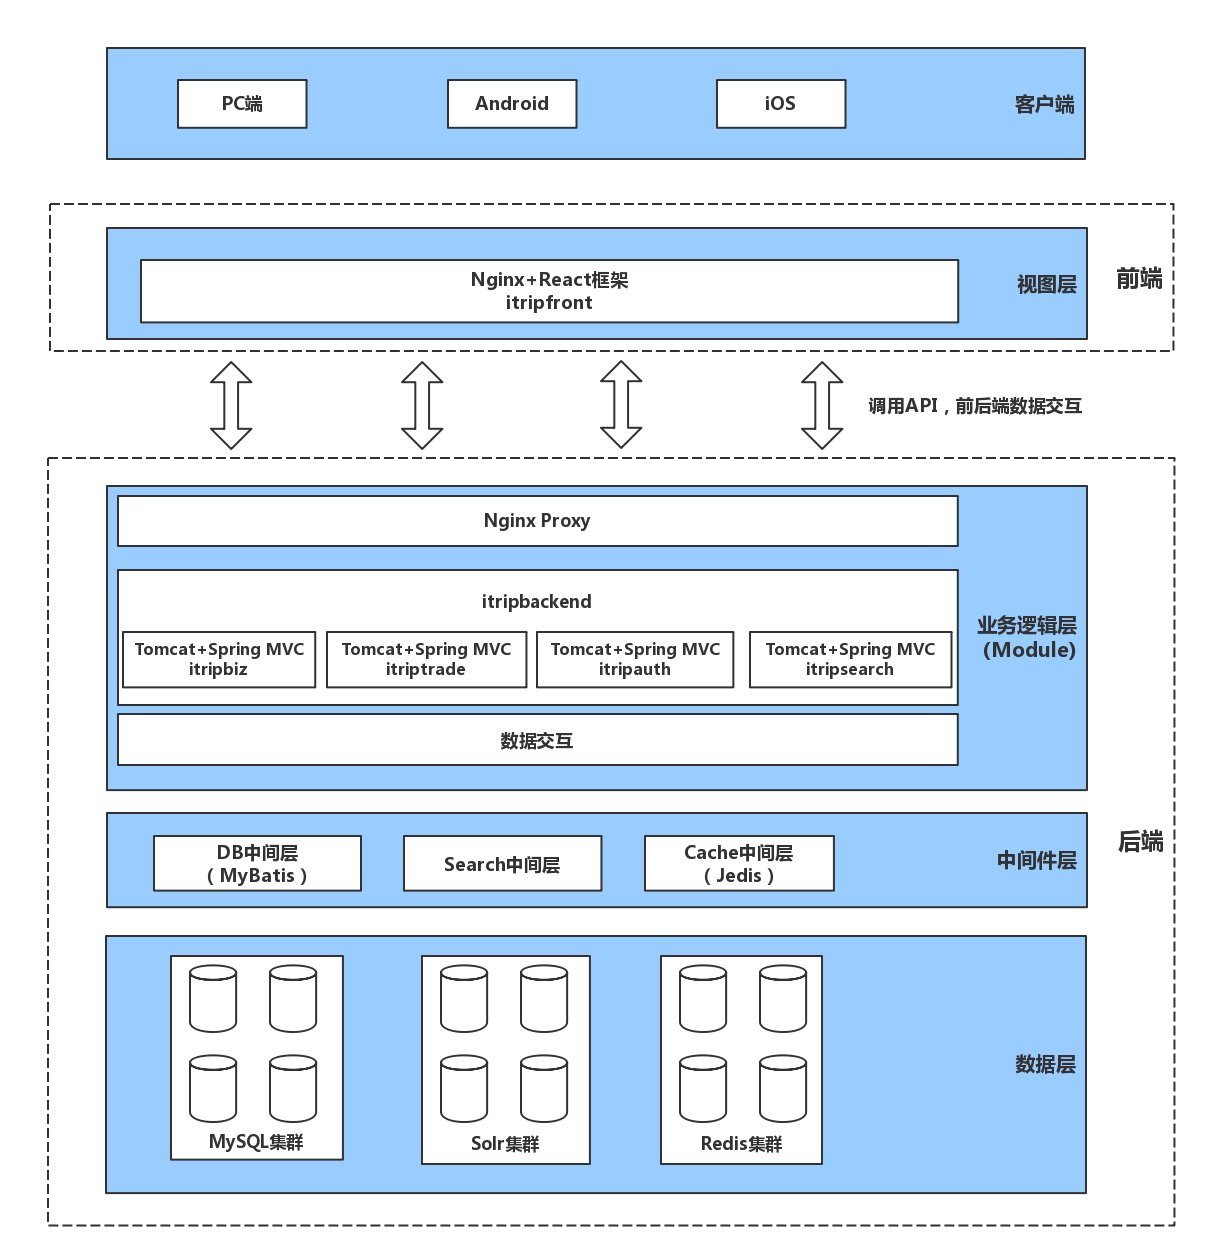 PC端
Android
iOS
客户端
Nginx+React框架
itripfront
视图层
前端
调用API，前后端数据交互
Nginx Proxy
itripbackend
Tomcat+Spring MVC
itripbiz
Tomcat+Spring MVC
itriptrade
Tomcat+Spring MVC
itripauth
Tomcat+Spring MVC
itripsearch
业务逻辑层
(Module)
数据交互
DB中间层
（MyBatis）
Search中间层
Cache中间层
（Jedis）
中间件层
后端
MySQL集群
Solr集群
Redis集群
数据层